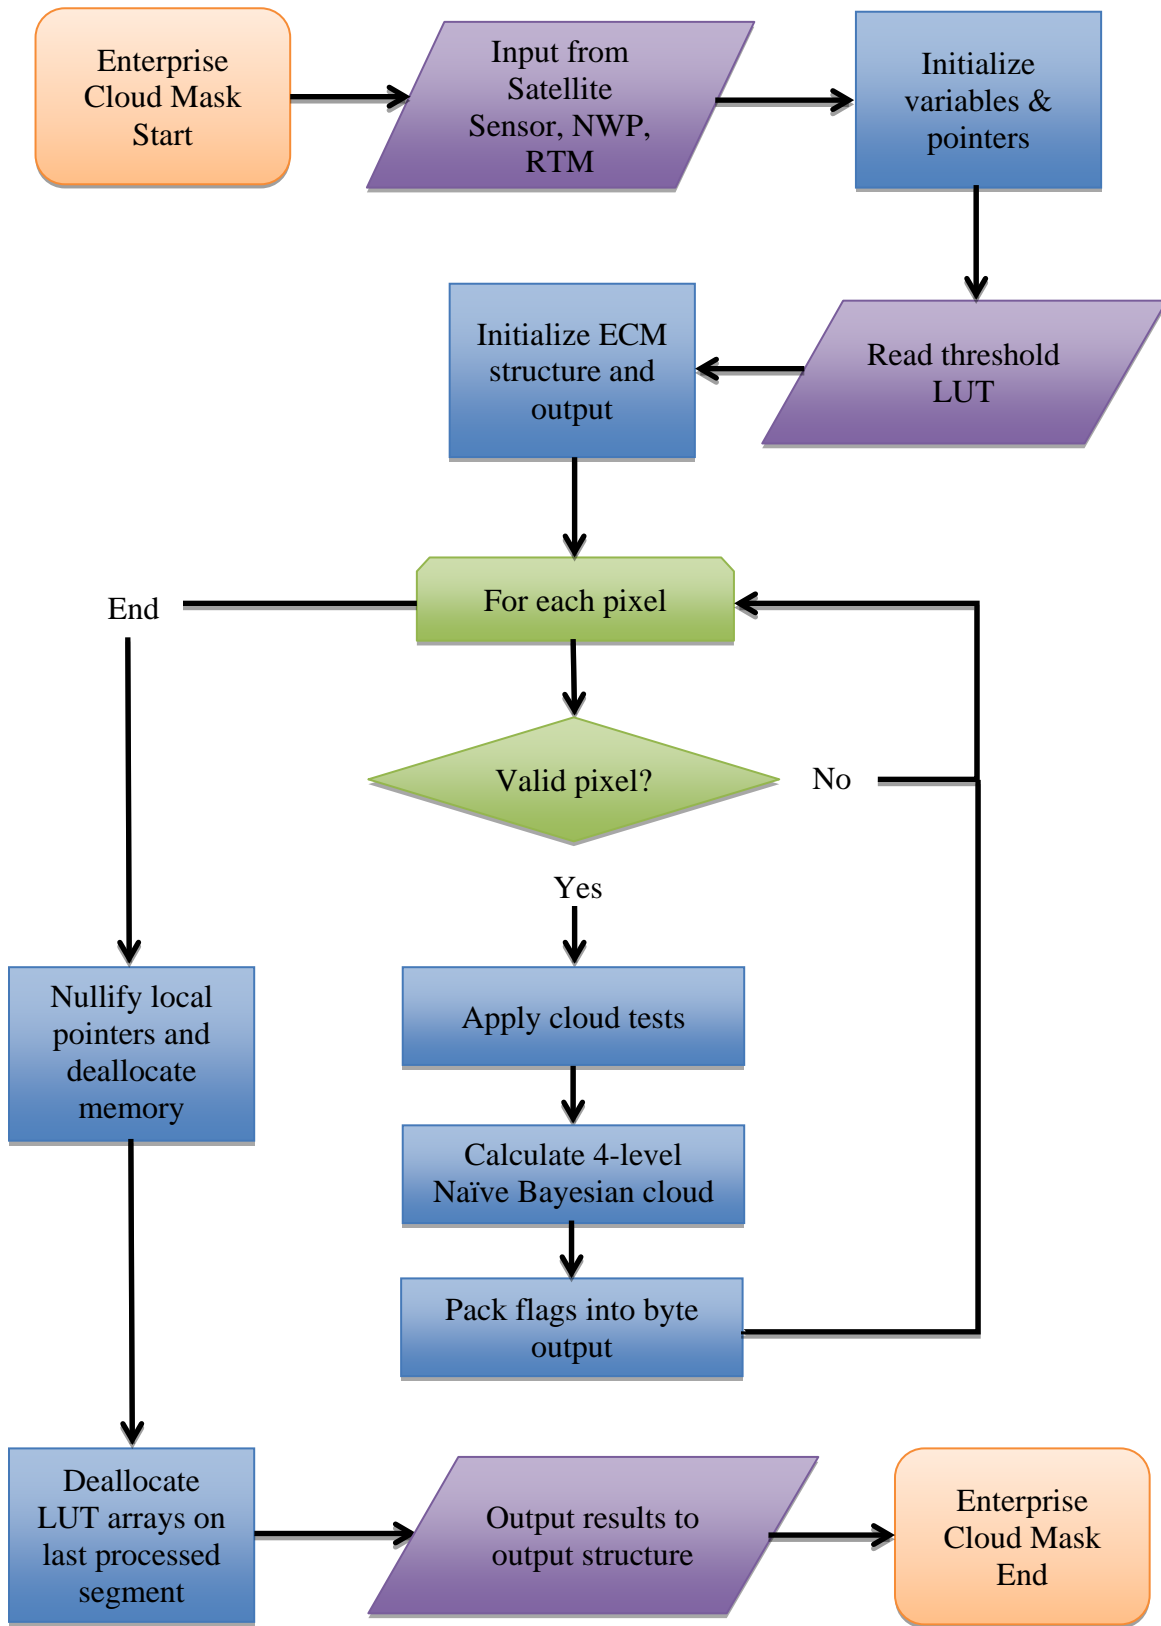 Enterprise
Cloud Mask
Start
Input from
Satellite
Sensor, NWP,
RTM
Initialize
variables &
pointers
Read threshold
LUT
Initialize ECM
structure and
output
For each pixel
End
Valid pixel?
No
Yes
Apply cloud tests
Calculate 4-level
Naïve Bayesian cloud
Pack flags into byte
output
Nullify local
pointers and
deallocate
memory
Deallocate
LUT arrays on
last processed
segment
Output results to
output structure
Enterprise
Cloud Mask
End